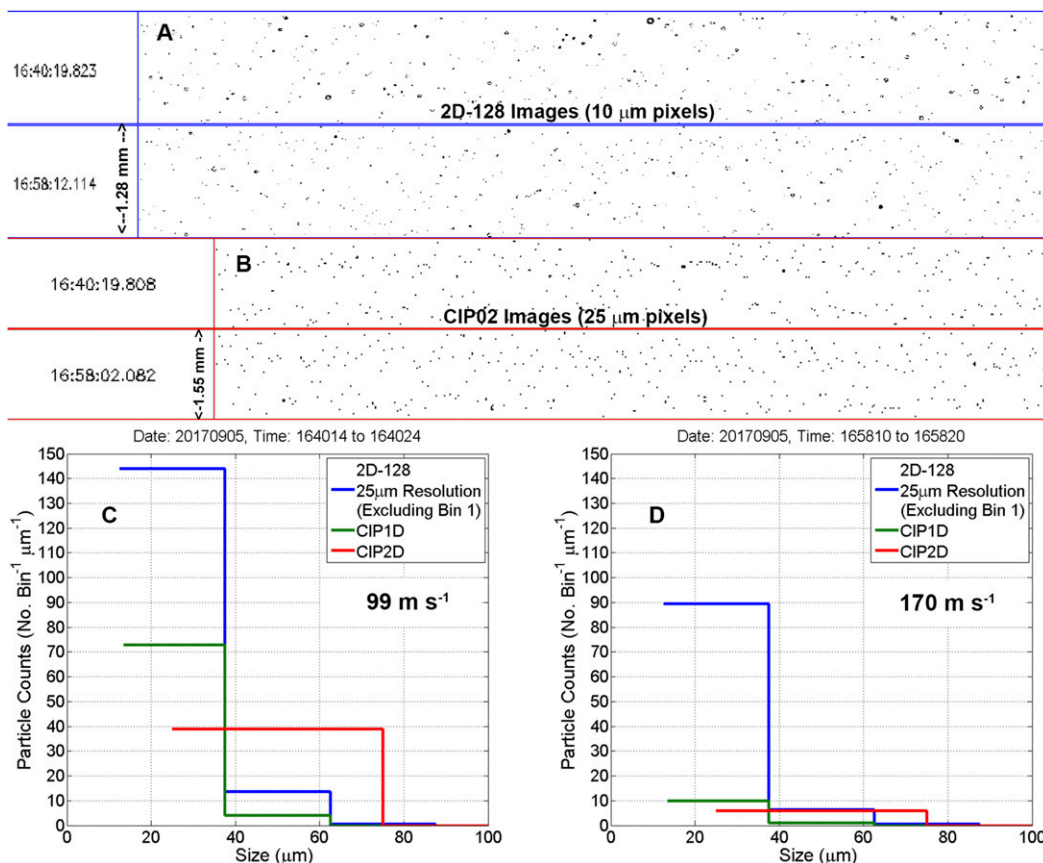 A
16:40:19.823
2D-128 Images (10 μm pixels)
16:58:12.114
<--1.28 mm -->
B
16:40:19.808
CIP02 Images (25 μm pixels)
16:58:02.082
<-1.55 mm ->
Date: 20170905, Time: 164014 to 164024
150
140
130
120
110
100
90
80
70
60
50
40
30
20
10
0
Particle Counts (No. Bin⁻¹ μm⁻¹)
C
2D-128
25μm Resolution
(Excluding Bin 1)
CIP1D
CIP2D
99 m s⁻¹
0 20 40 60 80 100
Size (μm)
Date: 20170905, Time: 165810 to 165820
150
140
130
120
110
100
90
80
70
60
50
40
30
20
10
0
Particle Counts (No. Bin⁻¹ μm⁻¹)
D
2D-128
25μm Resolution
(Excluding Bin 1)
CIP1D
CIP2D
170 m s⁻¹
0 20 40 60 80 100
Size (μm)